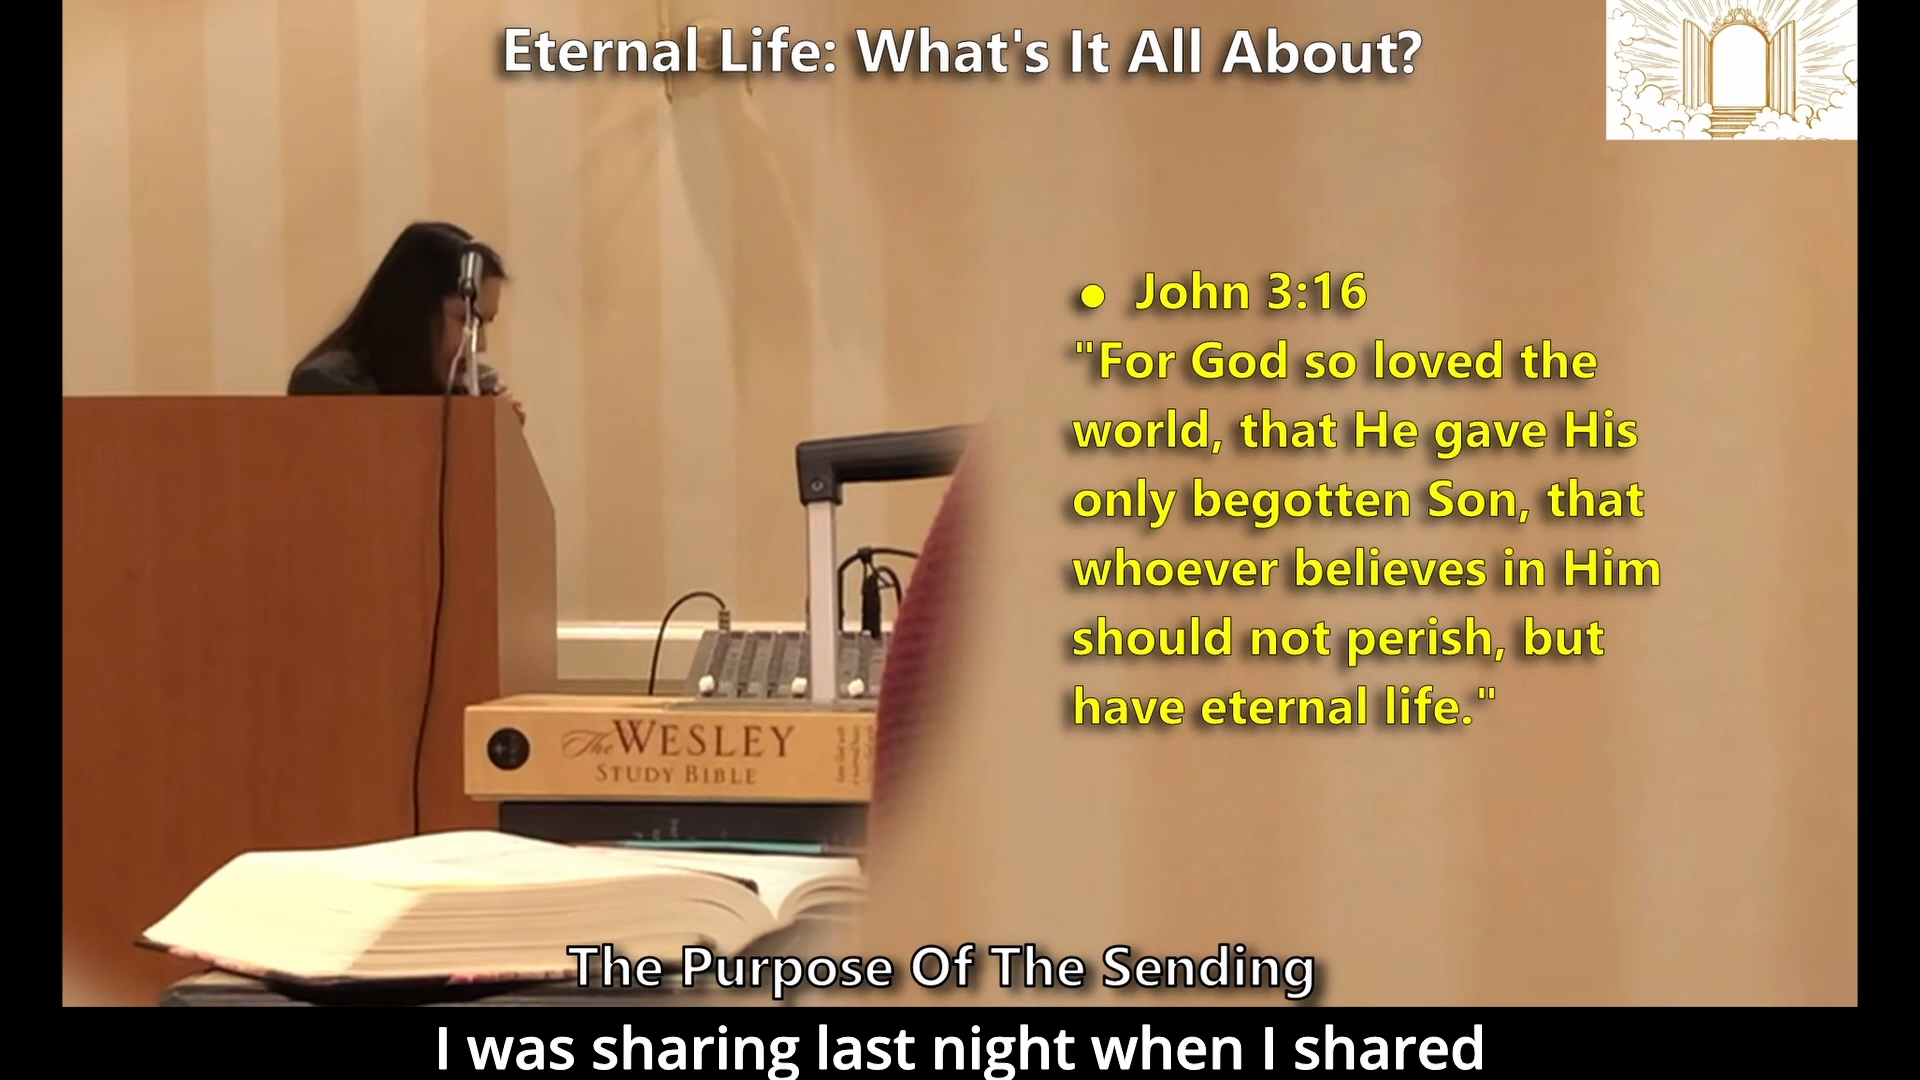 Eternal Life: What's It All About?
● John 3:16
"For God so loved the
world, that He gave His
only begotten Son, that
whoever believes in Him
should not perish, but
have eternal life."
The WESLEY
STUDY BIBLE
The Purpose Of The Sending
I was sharing last night when I shared